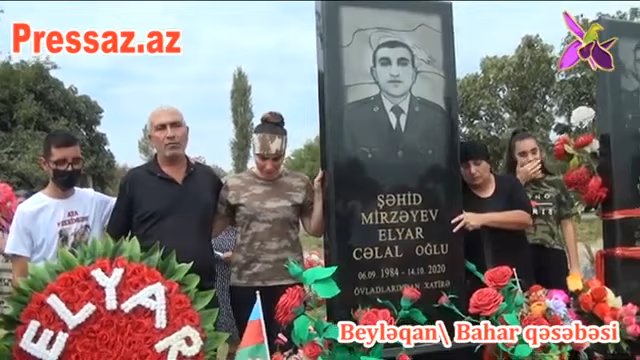 Pressaz.az
ŞƏHİD
MİRZƏYEV
ELYAR
CƏLAL OĞLU
06.09. 1984 - 14.10. 2020
ÖVLADLARDAN XATİRƏ
ELYAR
Beyləqan\ Bahar qəsəbəsi